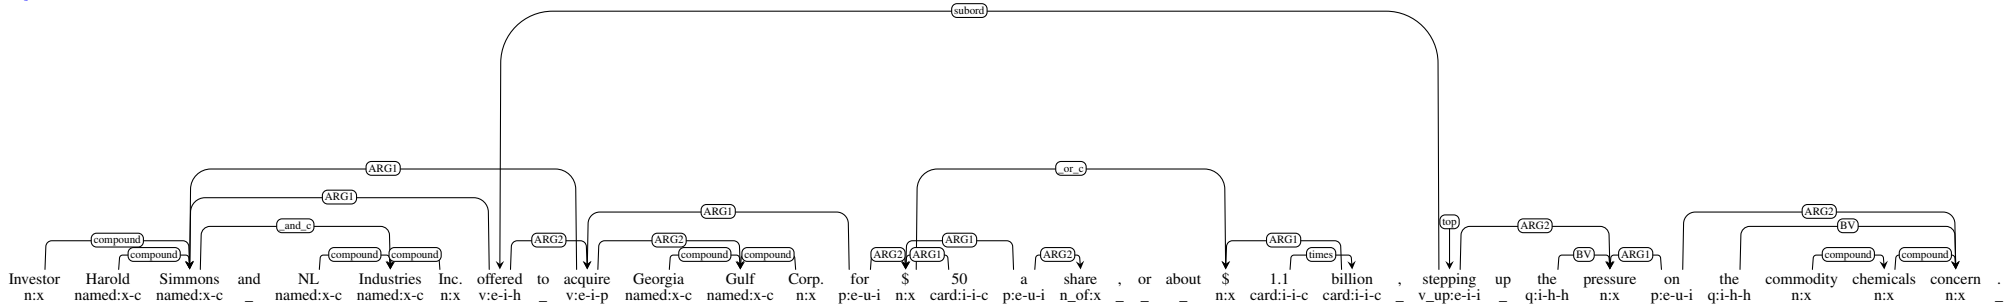 subord
ARG1 _or_c
ARG1 ARG1 top ARG2
_and_c ARG2 BV
compound ARG2 ARG2 ARG1 ARG1
compound compound compound compound compound ARG2 ARG1 ARG2 times BV ARG1 compound compound
Investor Harold Simmons and NL Industries Inc. offered to acquire Georgia Gulf Corp. for $ 50 a share , or about $ 1.1 billion , stepping up the pressure on the commodity chemicals concern .
n:x named:x-c named:x-c _ named:x-c named:x-c n:x v:e-i-h _ v:e-i-p named:x-c named:x-c n:x p:e-u-i n:x card:i-i-c p:e-u-i n_of:x _ _ _ n:x card:i-i-c card:i-i-c _ v_up:e-i-i _ q:i-h-h n:x p:e-u-i q:i-h-h n:x n:x n:x _